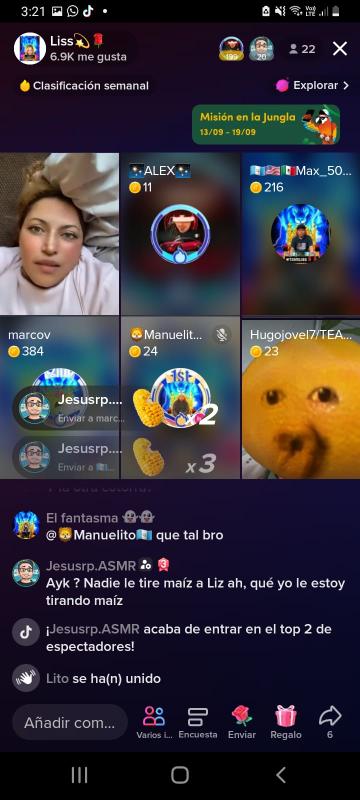 3:21
Liss💫🌹
6.9K me gusta
199
20
22
Clasificación semanal
Explorar >
Misión en la Jungla
13/09 - 19/09
ALEX
11
🇬🇹🇺🇸🇲🇽Max_50...
216
marcov
384
🦁Manuelit...
24
Hugojovel7/TEA...
23
Jesusrp....
Enviar a marc...
x2
Jesusrp....
Enviar a 🇬🇹...
x3
El fantasma 👻👻
@🦁Manuelito🇬🇹 que tal bro
Jesusrp.ASMR
Ayk ? Nadie le tire maíz a Liz ah, qué yo le estoy
tirando maíz
¡Jesusrp.ASMR acaba de entrar en el top 2 de
espectadores!
Lito se ha(n) unido
Añadir com...
Varios i...
Encuesta
Enviar
Regalo
6